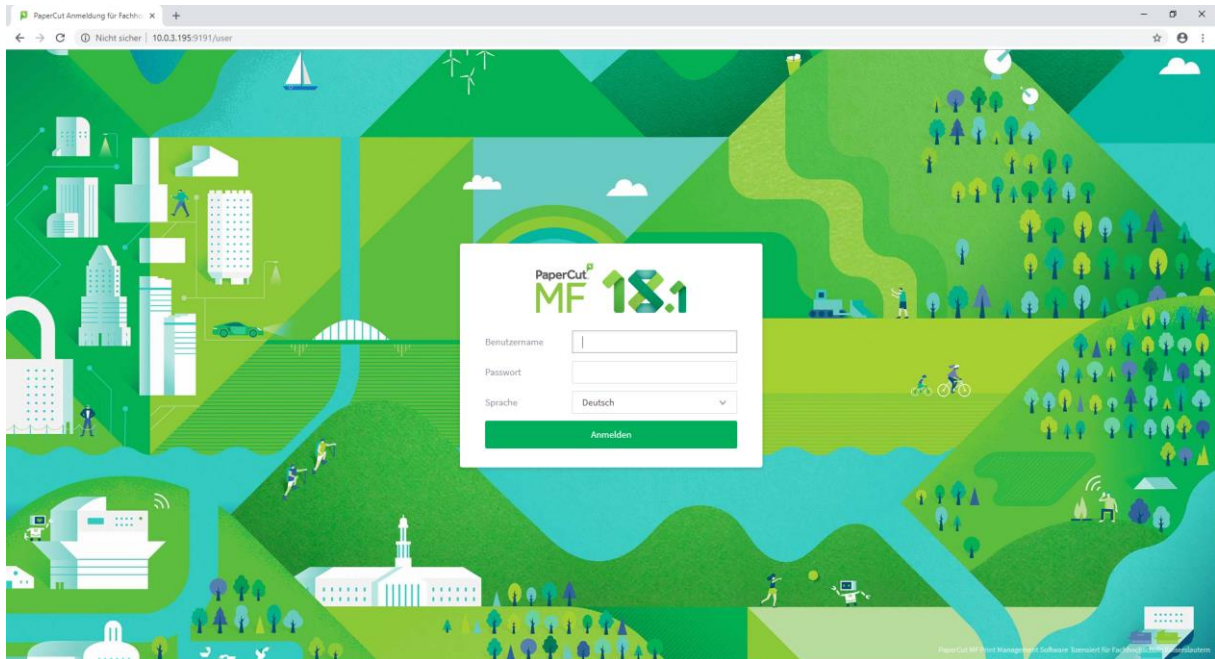 PaperCut Anmeldung für Fachho
Nicht sicher | 10.0.3.195:9191/user
PaperCut
MF 18.1
Benutzername
Passwort
Sprache
Deutsch
Anmelden
PaperCut MF Print Management Software lizensiert für Fachhochschule Kaiserslautern